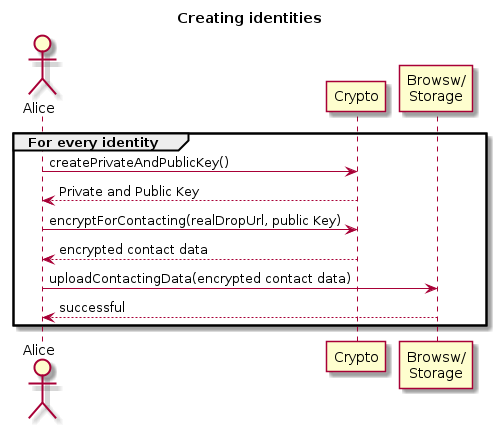 Creating identities
Alice
Crypto
Browsw/
Storage
For every identity
createPrivateAndPublicKey()
Private and Public Key
encryptForContacting(realDropUrl, public Key)
encrypted contact data
uploadContactingData(encrypted contact data)
successful
Alice
Crypto
Browsw/
Storage